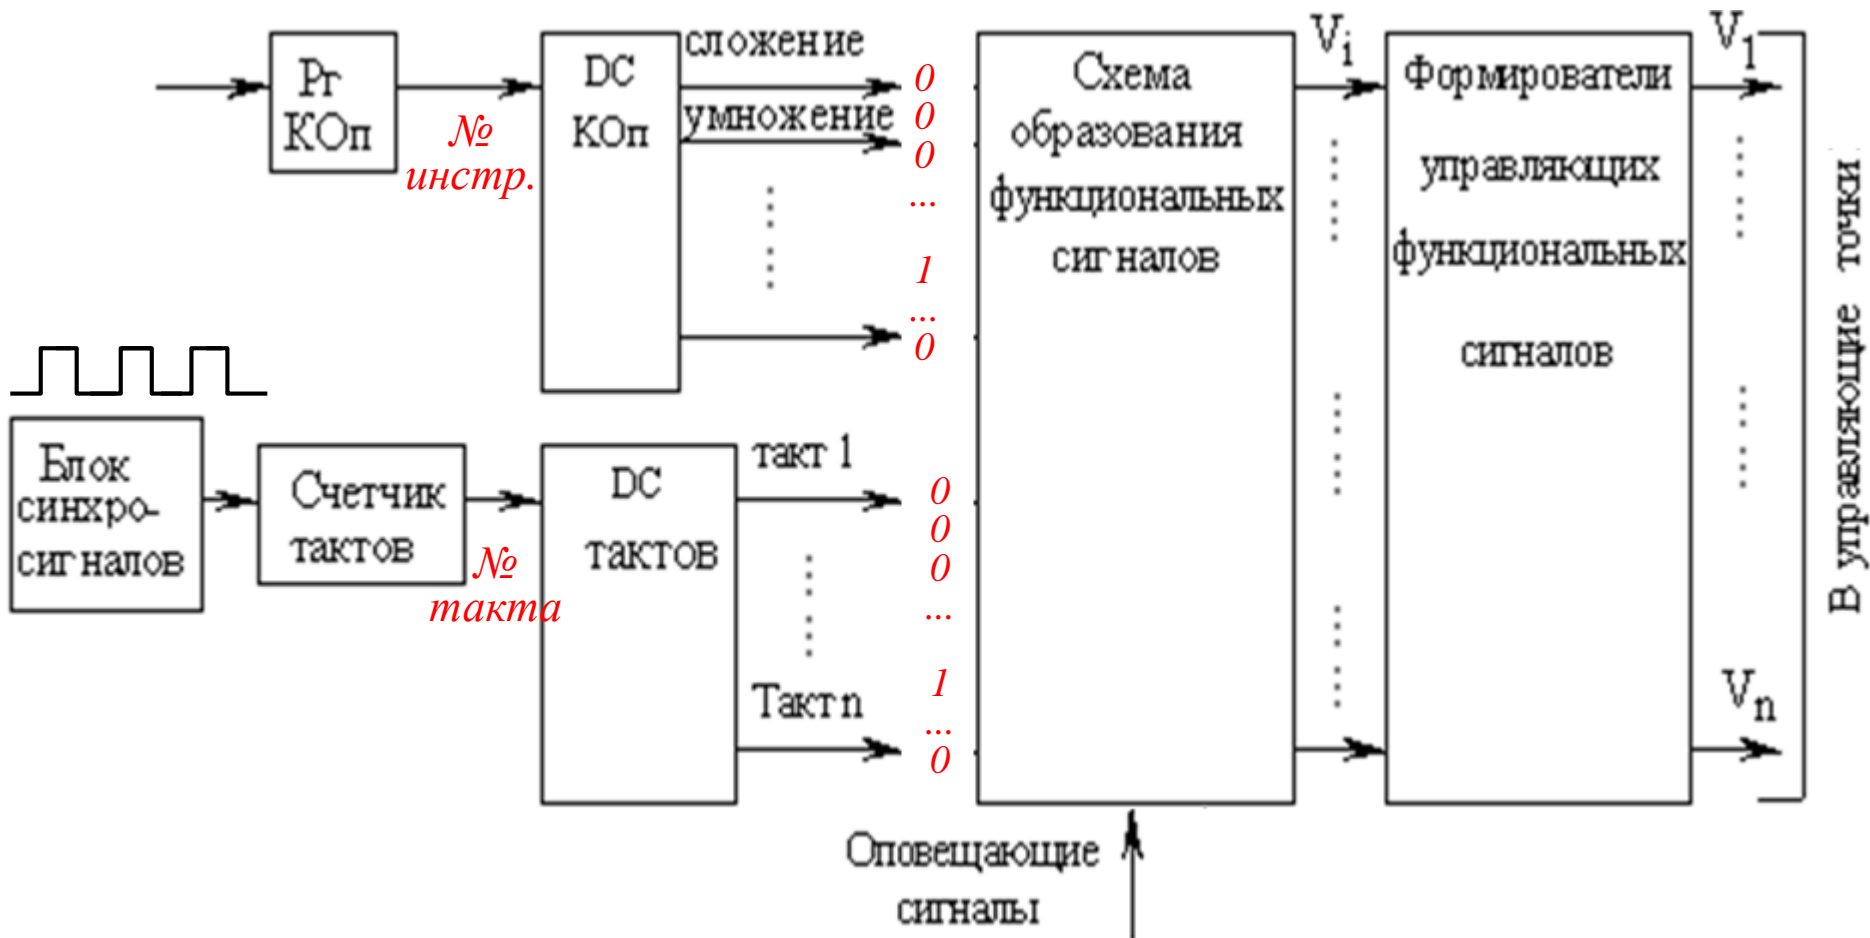 Рг
КОп
№
инстр.
DC
КОп
сложение
умножение
0
0
0
...
1
...
0
Схема
образования
функциональных
сигналов
Vi
Формирователи
управляющих
функциональных
сигналов
V1
Vn
В управляющие точки
Блок
синхро-
сигналов
Счетчик
тактов
№
такта
DC
тактов
такт 1
Такт n
0
0
0
...
1
...
0
Оповещающие
сигналы